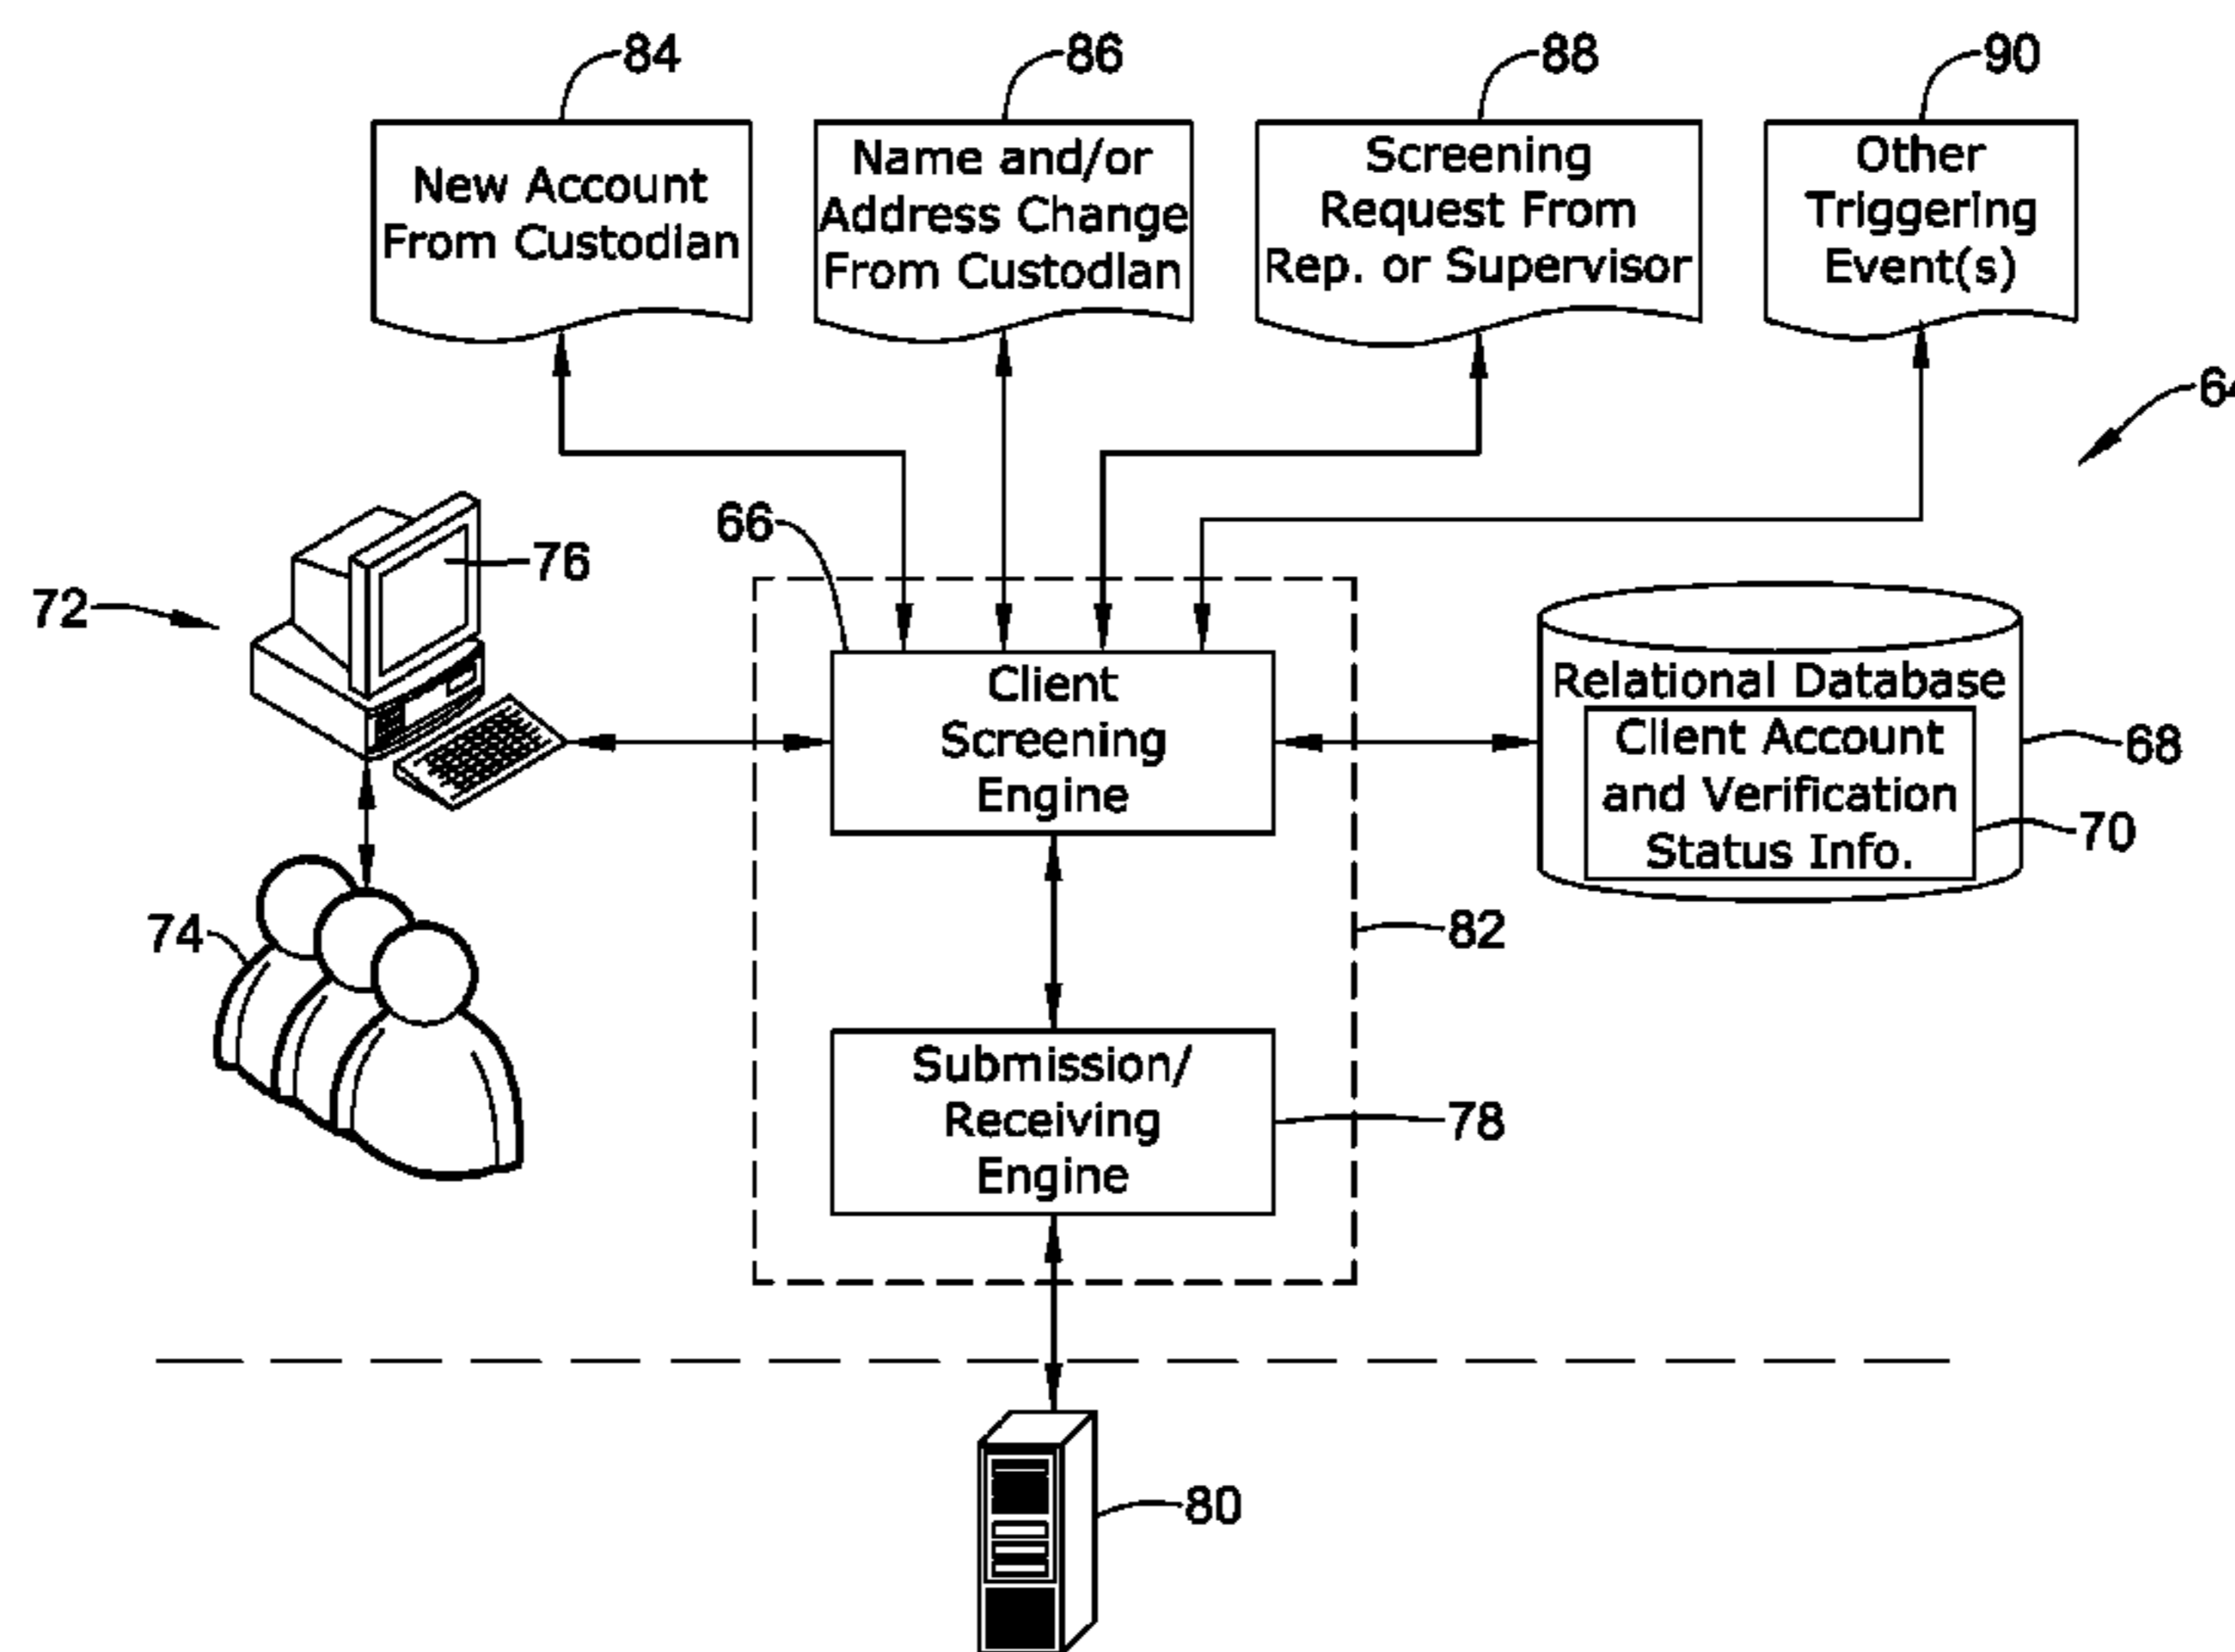 84
86
88
90
New Account
From Custodian
Name and/or
Address Change
From Custodian
Screening
Request From
Rep. or Supervisor
Other
Triggering
Event(s)
64
66
76
72
Client
Screening
Engine
Relational Database
Client Account
and Verification
Status Info.
68
70
74
82
Submission/
Receiving
Engine
78
80